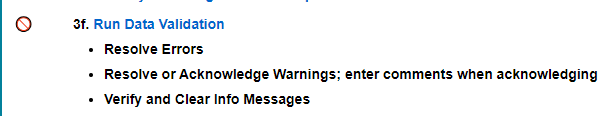 3f. Run Data Validation
• Resolve Errors
• Resolve or Acknowledge Warnings; enter comments when acknowledging
• Verify and Clear Info Messages